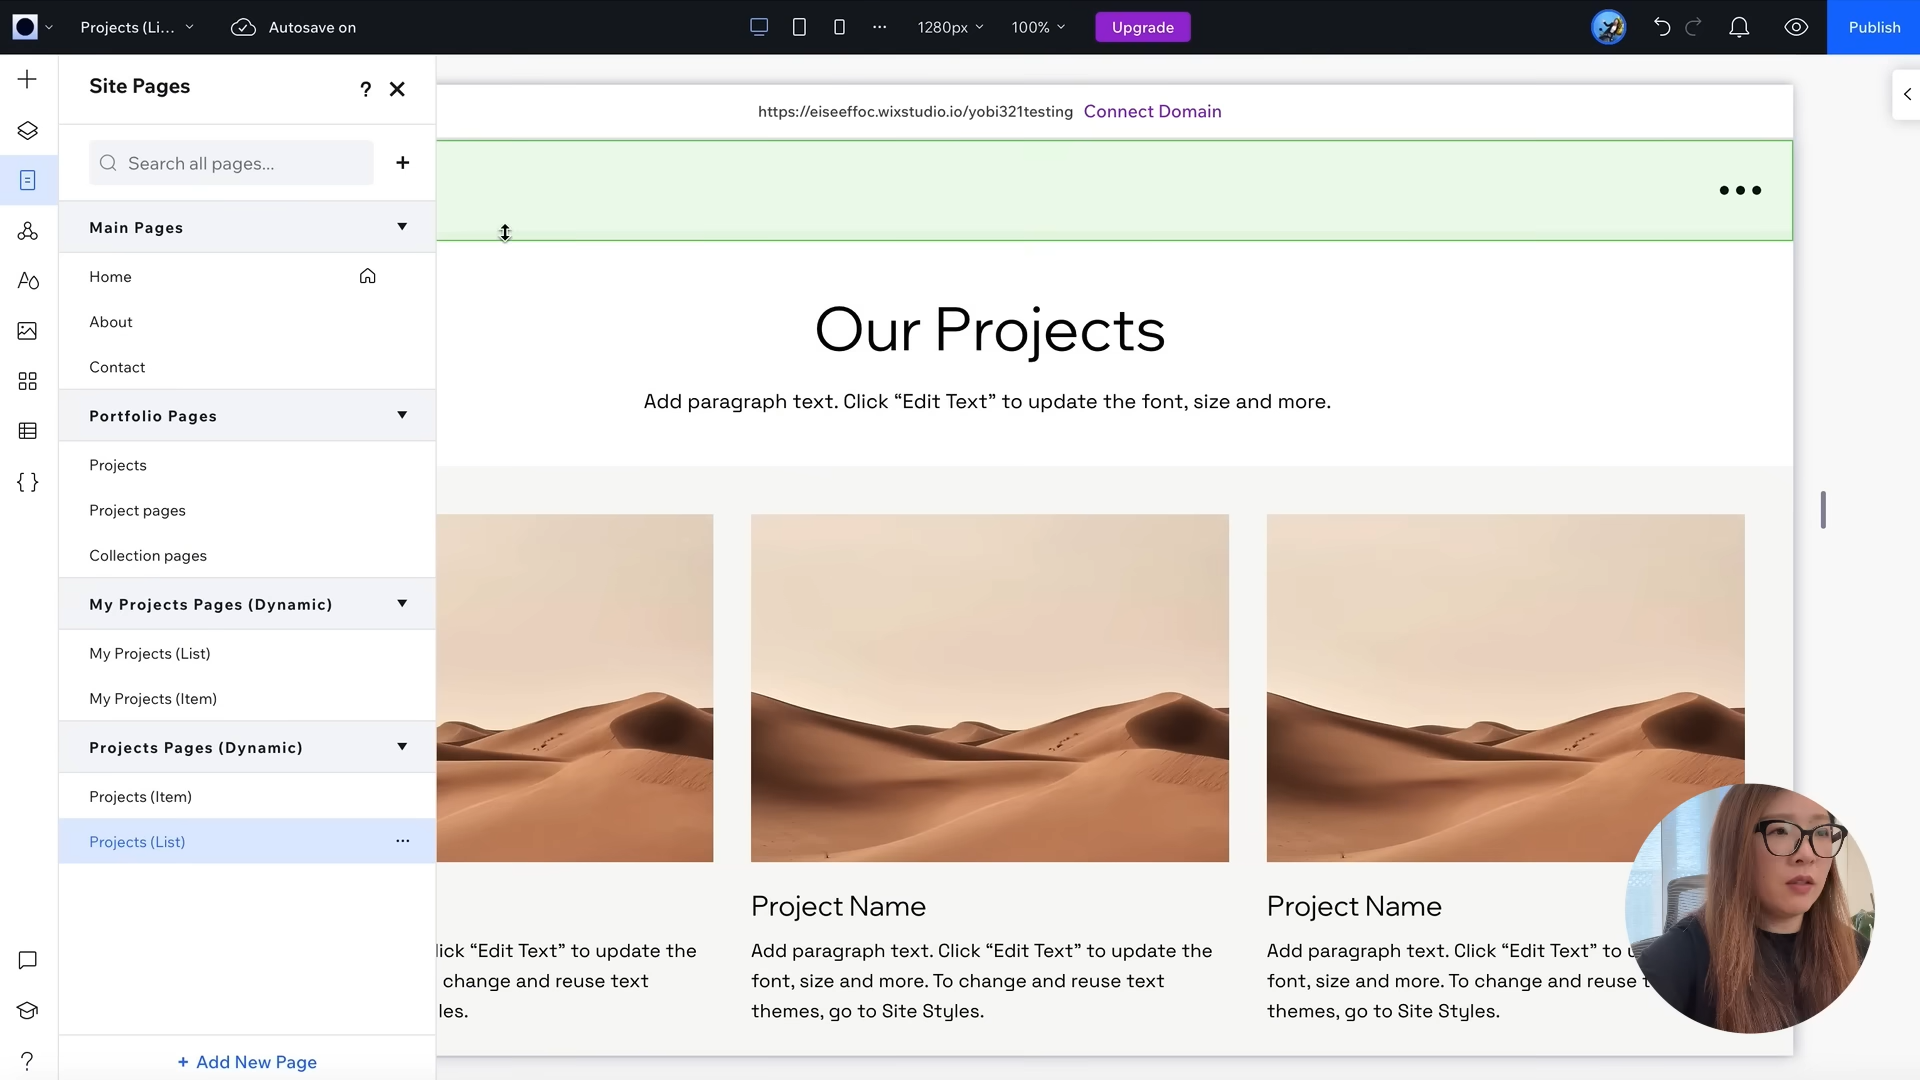 Projects (Li...
Autosave on
1280px
100%
Upgrade
Publish
Site Pages
?
Search all pages...
Main Pages
Home
About
Contact
Portfolio Pages
Projects
Project pages
Collection pages
My Projects Pages (Dynamic)
My Projects (List)
My Projects (Item)
Projects Pages (Dynamic)
Projects (Item)
Projects (List)
+ Add New Page
https://eiseeffoc.wixstudio.io/yobi321testing Connect Domain
Our Projects
Add paragraph text. Click “Edit Text” to update the font, size and more.
lick “Edit Text” to update the
change and reuse text
les.
Project Name
Add paragraph text. Click “Edit Text” to update the
font, size and more. To change and reuse text
themes, go to Site Styles.
Project Name
Add paragraph text. Click “Edit Text” to u
font, size and more. To change and reuse t
themes, go to Site Styles.